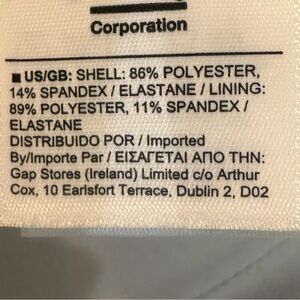 Corporation
■ US/GB: SHELL: 86% POLYESTER,
14% SPANDEX / ELASTANE / LINING:
89% POLYESTER, 11% SPANDEX /
ELASTANE
DISTRIBUIDO POR / Imported
By/Importe Par / ΕΙΣΑΓΕΤΑΙ ΑΠΟ ΤΗΝ:
Gap Stores (Ireland) Limited c/o Arthur
Cox, 10 Earlsfort Terrace, Dublin 2, D02